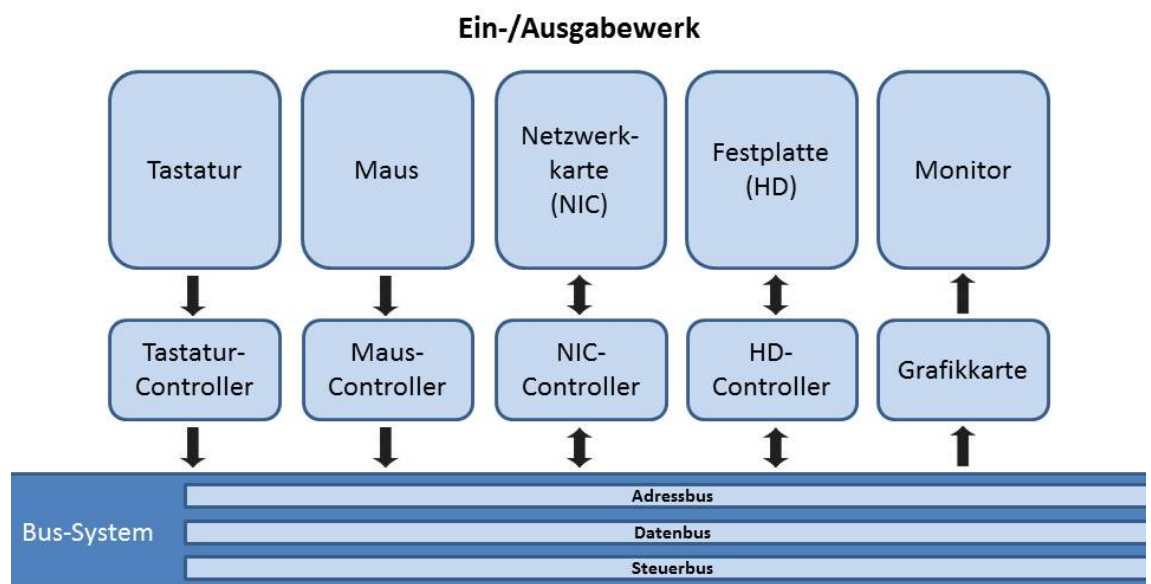 Ein-/Ausgabewerk
Tastatur
Maus
Netzwerk-
karte
(NIC)
Festplatte
(HD)
Monitor
Tastatur-
Controller
Maus-
Controller
NIC-
Controller
HD-
Controller
Grafikkarte
Bus-System
Adressbus
Datenbus
Steuerbus